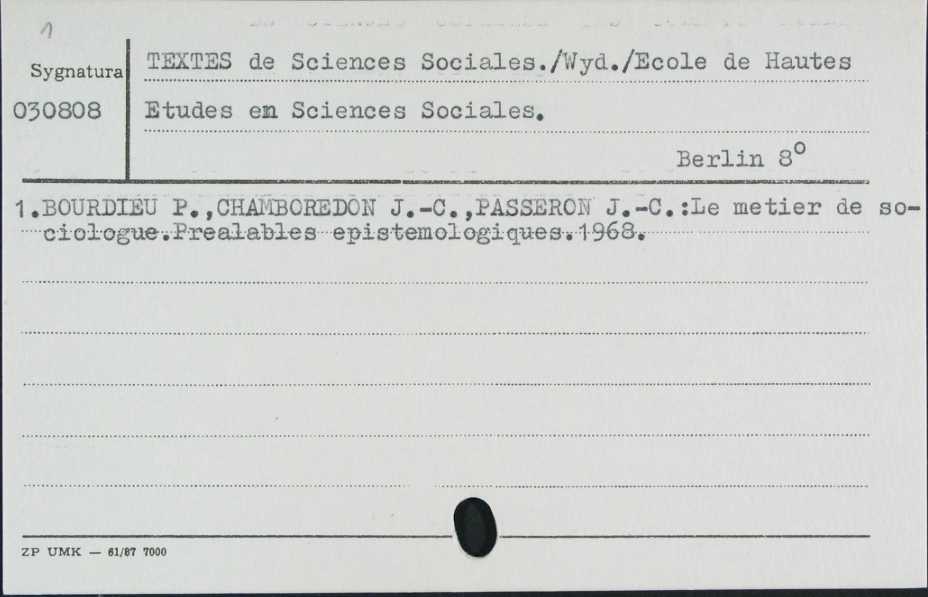 1
TEXTES de Sciences Sociales./Wyd./Ecole de Hautes
Sygnatura
030808
Etudes en Sciences Sociales.
Berlin 8°
1.BOURDIEU P.,CHAMBOREDON J.-C.,PASSERON J.-C.:Le metier de so-
ciologue.Prealables epistemologiques.1968.
ZP UMK — 61/87 7000